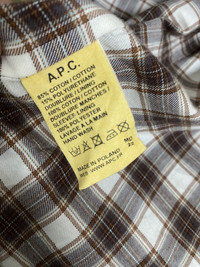 A.P.C.
85% COTON / COTTON
15% POLYURETHANE
DOUBLURE / LINING
100% COTON / COTTON
DOUBLURE MANCHES /
SLEEVES LINING
100% POLYESTER
LAVAGE A LA MAIN
HAND WASH
MADE IN POLAND
WWW.APC.FR